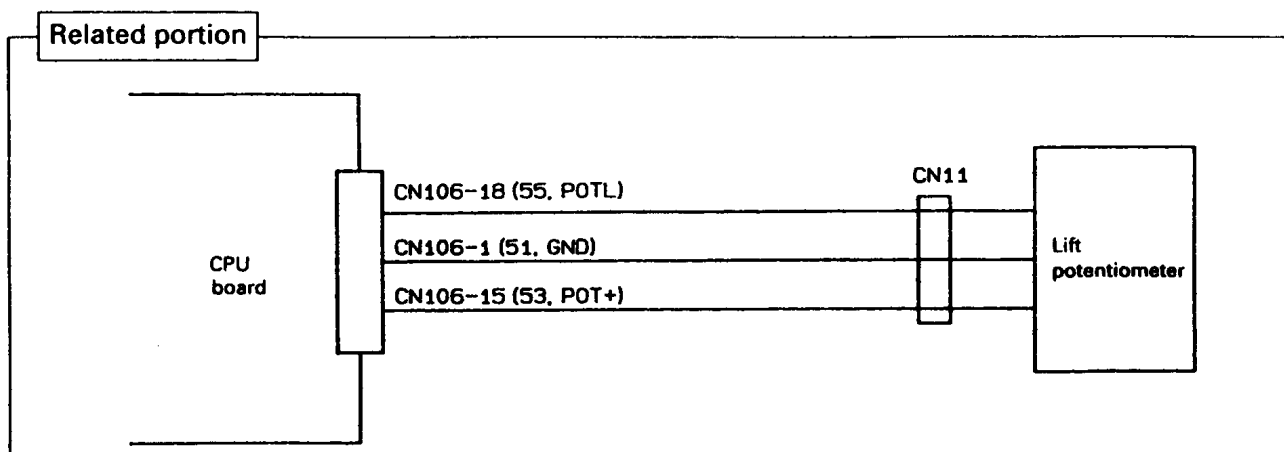 Related portion
CN106-18 (55, POTL)
CN11
CN106-1 (51, GND)
CPU
board
Lift
potentiometer
CN106-15 (53, POT+)